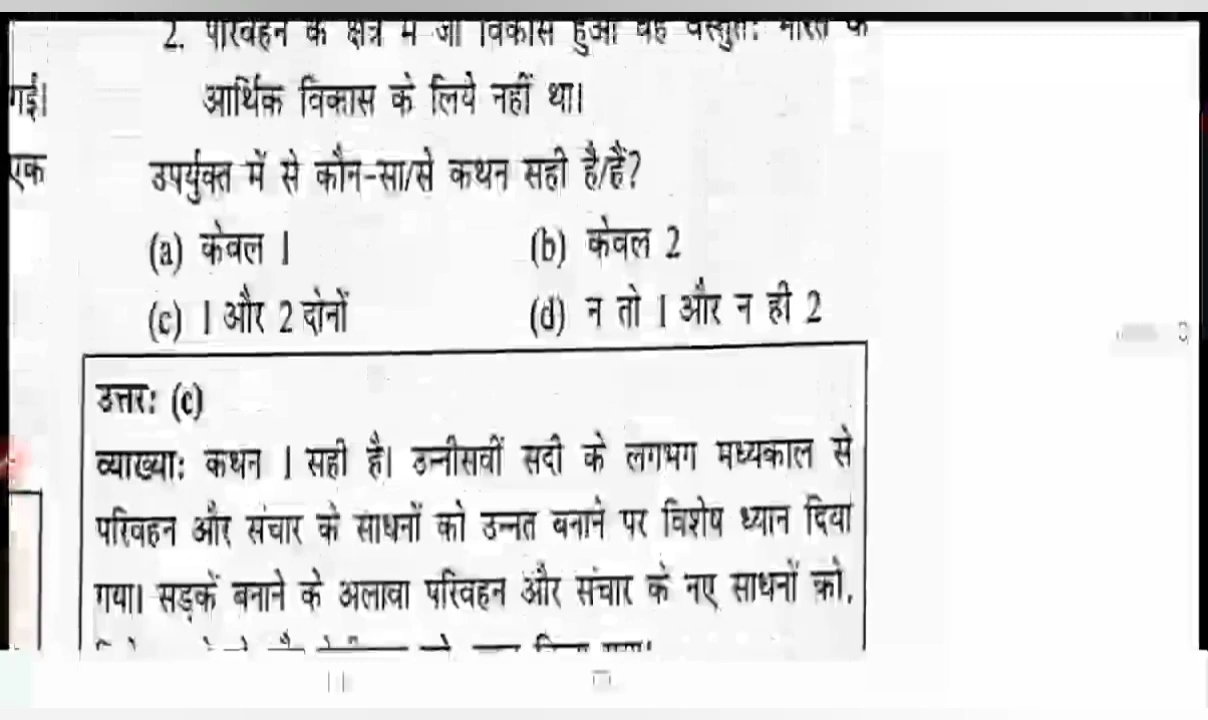 2. परिवहन के क्षेत्र में जो विकास हुआ वह वस्तुतः भारत के
गई।
आर्थिक विकास के लिये नहीं था।
एक
उपर्युक्त में से कौन-सा/से कथन सही है/हैं?
(a) केवल 1
(b) केवल 2
(c) 1 और 2 दोनों
(d) न तो 1 और न ही 2
उत्तरः (c)
व्याख्याः कथन 1 सही है। उन्नीसवीं सदी के लगभग मध्यकाल से
परिवहन और संचार के साधनों को उन्नत बनाने पर विशेष ध्यान दिया
गया। सड़कें बनाने के अलावा परिवहन और संचार के नए साधनों को,